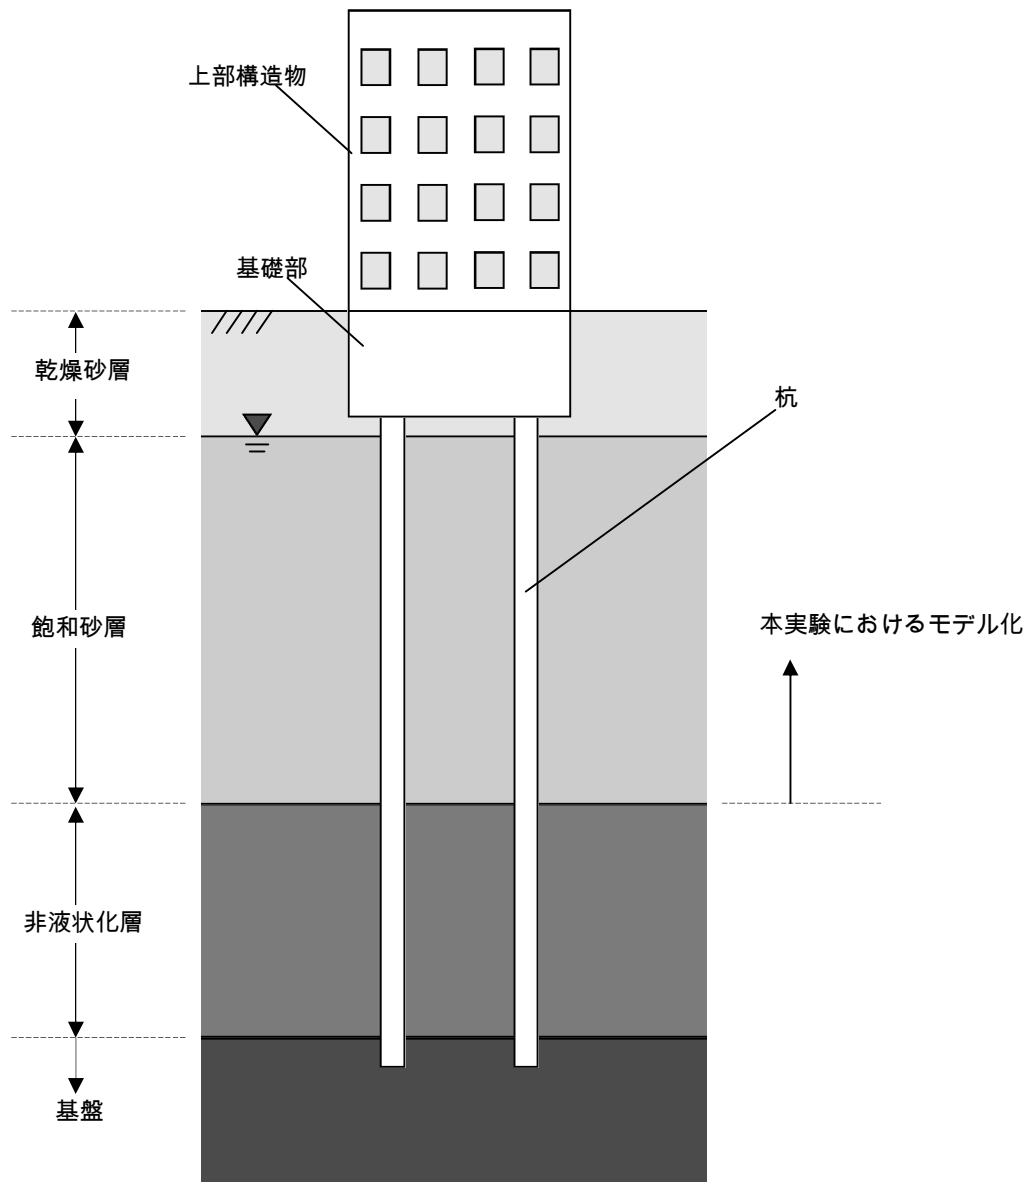 上部構造物
基礎部
乾燥砂層
杭
飽和砂層
本実験におけるモデル化
非液状化層
基盤